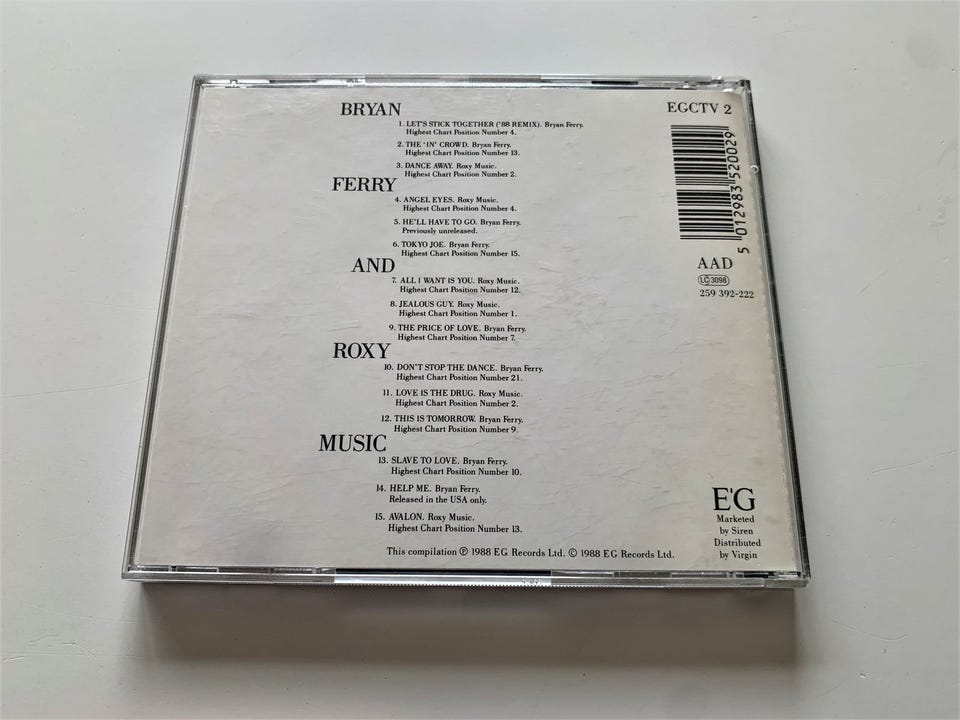 BRYAN
1. LET'S STICK TOGETHER ('88 REMIX). Bryan Ferry.
Highest Chart Position Number 4.
2. THE 'IN' CROWD. Bryan Ferry.
Highest Chart Position Number 13.
3. DANCE AWAY. Roxy Music.
Highest Chart Position Number 2.
FERRY
4. ANGEL EYES. Roxy Music.
Highest Chart Position Number 4.
5. HE'LL HAVE TO GO. Bryan Ferry.
Previously unreleased.
6. TOKYO JOE. Bryan Ferry.
Highest Chart Position Number 15.
AND
7. ALL I WANT IS YOU. Roxy Music.
Highest Chart Position Number 12.
8. JEALOUS GUY. Roxy Music.
Highest Chart Position Number 1.
9. THE PRICE OF LOVE. Bryan Ferry.
Highest Chart Position Number 7.
ROXY
10. DON'T STOP THE DANCE. Bryan Ferry.
Highest Chart Position Number 21.
11. LOVE IS THE DRUG. Roxy Music.
Highest Chart Position Number 2.
12. THIS IS TOMORROW. Bryan Ferry.
Highest Chart Position Number 9.
MUSIC
13. SLAVE TO LOVE. Bryan Ferry.
Highest Chart Position Number 10.
14. HELP ME. Bryan Ferry.
Released in the USA only.
15. AVALON. Roxy Music.
Highest Chart Position Number 13.
This compilation ℗ 1988 E G Records Ltd. © 1988 E G Records Ltd.
EGCTV 2
5 012983 520029
AAD
LC 3098
259 392-222
E'G
Marketed
by Siren
Distributed
by Virgin